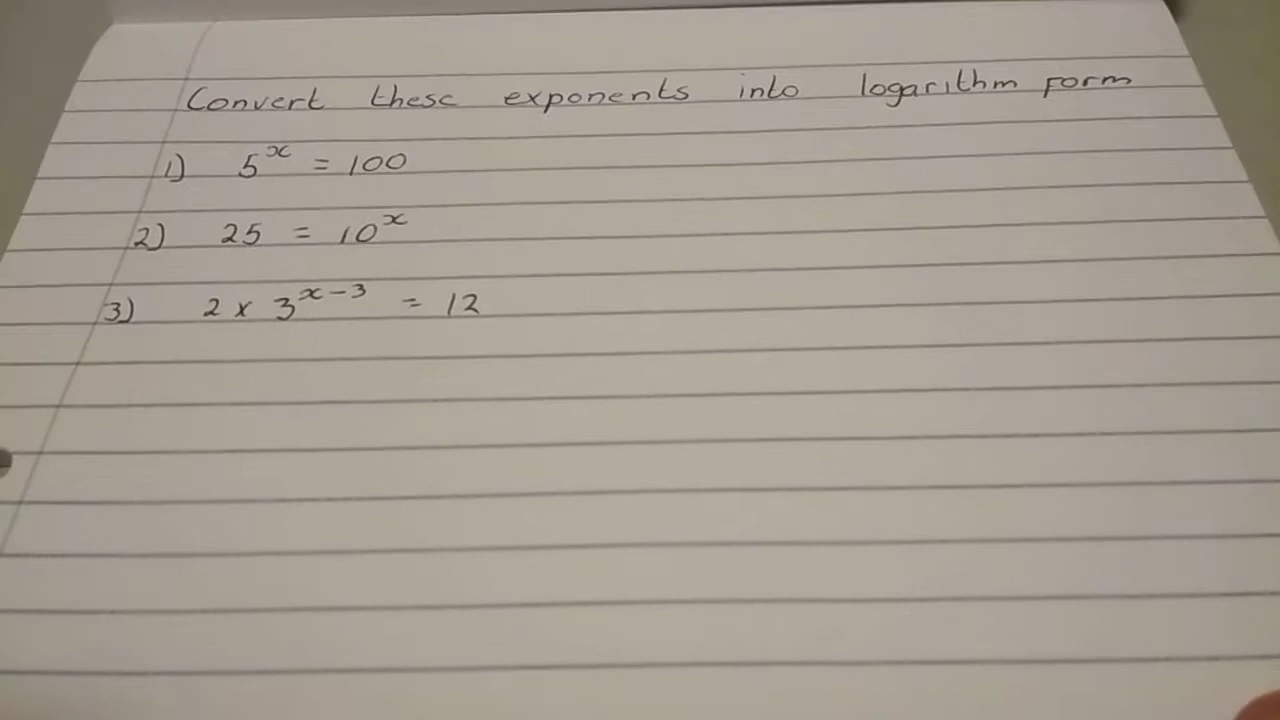 Convert these exponents into logarithm form
1) 5^x = 100
2) 25 = 10^x
3) 2 x 3^x-3 = 12